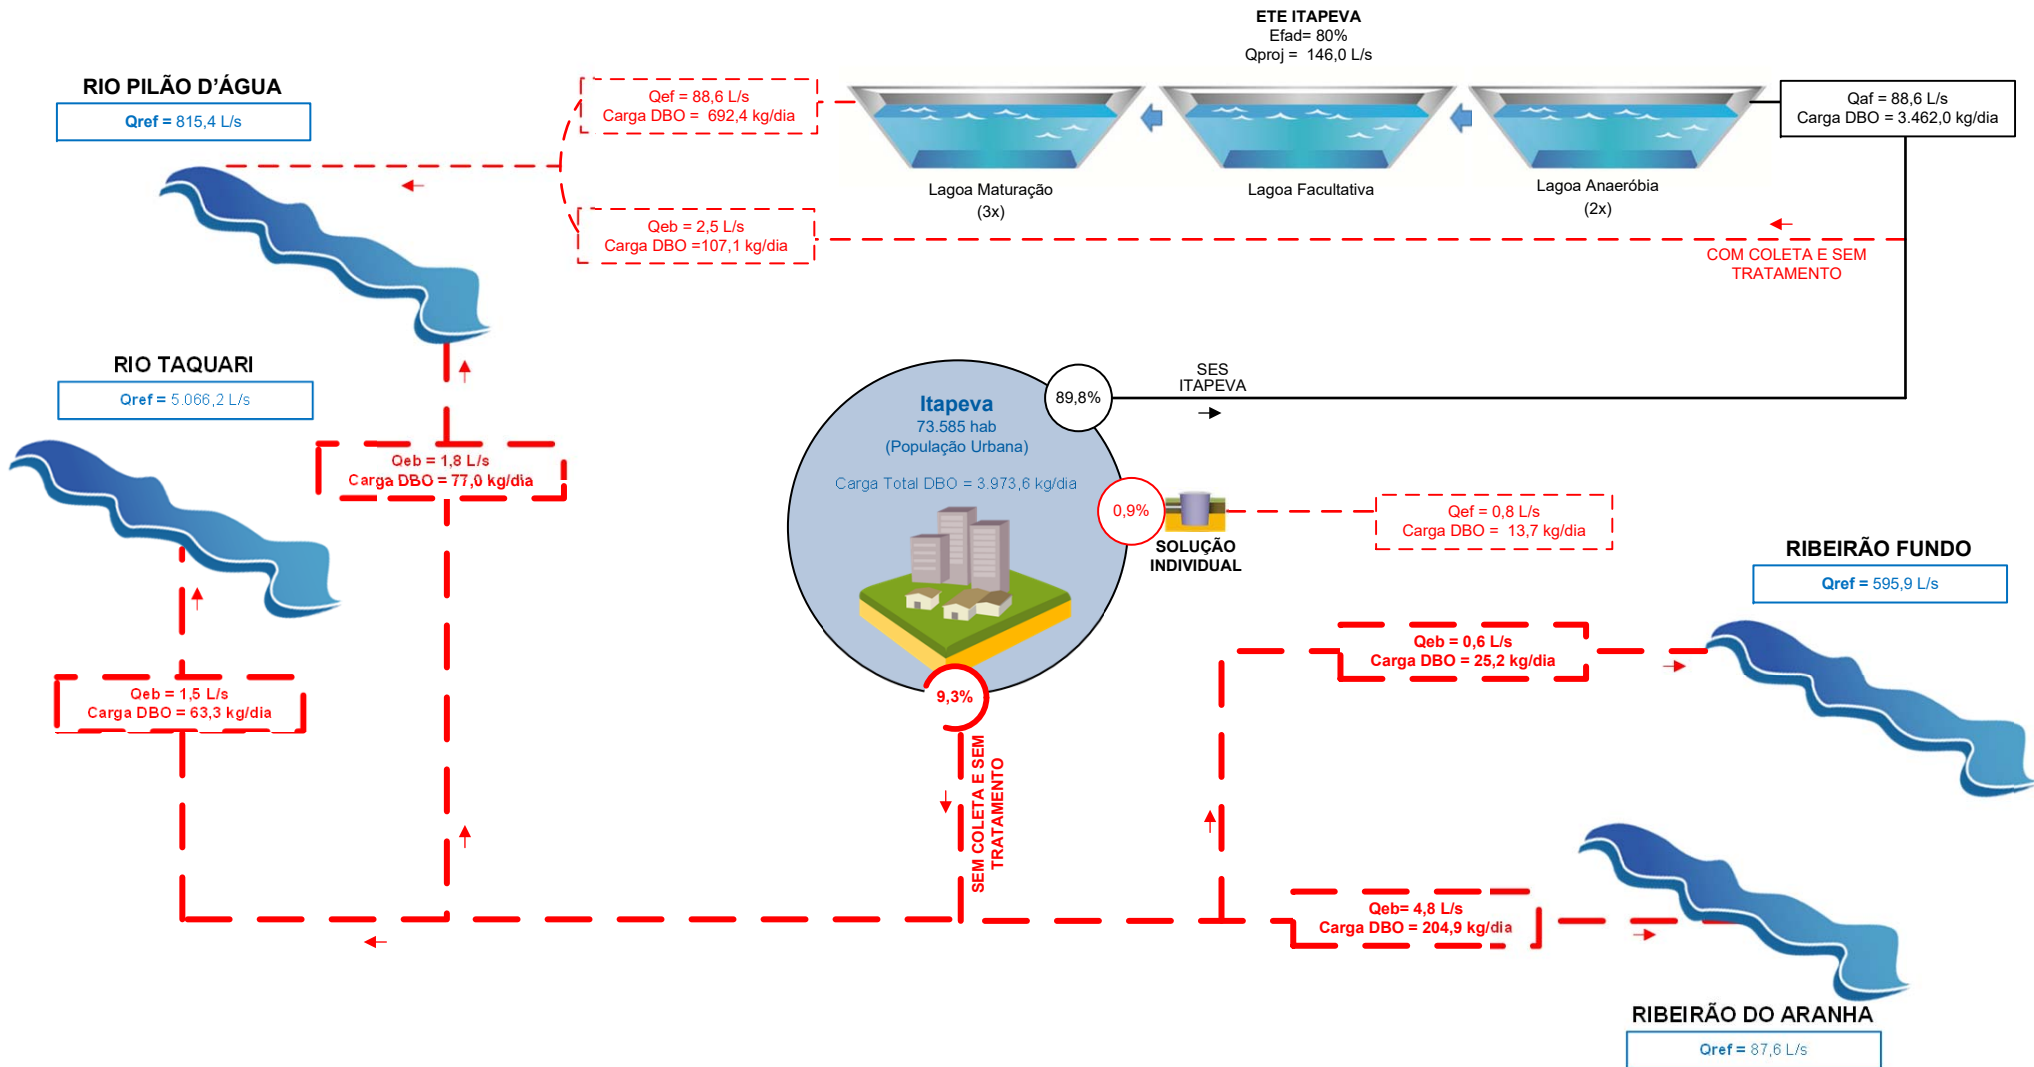 ETE ITAPEVA
Efad= 80%
Qproj = 146,0 L/s
RIO PILÃO D'ÁGUA
Qref = 815,4 L/s
Qef = 88,6 L/s
Carga DBO = 692,4 kg/dia
Qaf = 88,6 L/s
Carga DBO = 3.462,0 kg/dia
Lagoa Maturação
(3x)
Lagoa Facultativa
Lagoa Anaeróbia
(2x)
Qeb = 2,5 L/s
Carga DBO =107,1 kg/dia
COM COLETA E SEM
TRATAMENTO
RIO TAQUARI
Qref = 5.066,2 L/s
Qeb = 1,8 L/s
Carga DBO = 77,0 kg/dia
Itapeva
73.585 hab
(População Urbana)
Carga Total DBO = 3.973,6 kg/dia
89,8%
SES
ITAPEVA
0,9%
SOLUÇÃO
INDIVIDUAL
Qef = 0,8 L/s
Carga DBO = 13,7 kg/dia
RIBEIRÃO FUNDO
Qref = 595,9 L/s
Qeb = 0,6 L/s
Carga DBO = 25,2 kg/dia
Qeb = 1,5 L/s
Carga DBO = 63,3 kg/dia
9,3%
SEM COLETA E SEM
TRATAMENTO
Qeb= 4,8 L/s
Carga DBO = 204,9 kg/dia
RIBEIRÃO DO ARANHA
Qref = 87,6 L/s